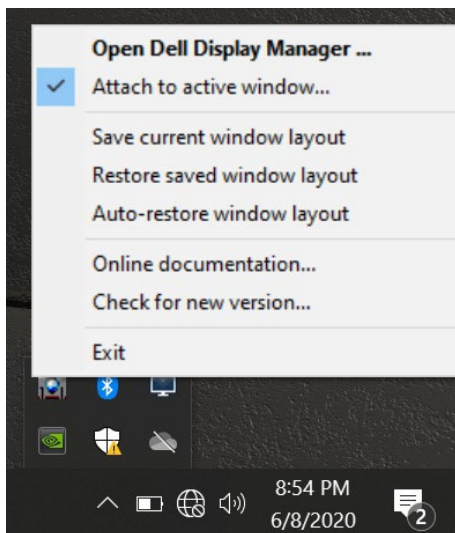 Open Dell Display Manager ...
Attach to active window...
Save current window layout
Restore saved window layout
Auto-restore window layout
Online documentation...
Check for new version...
Exit
8:54 PM
6/8/2020
2